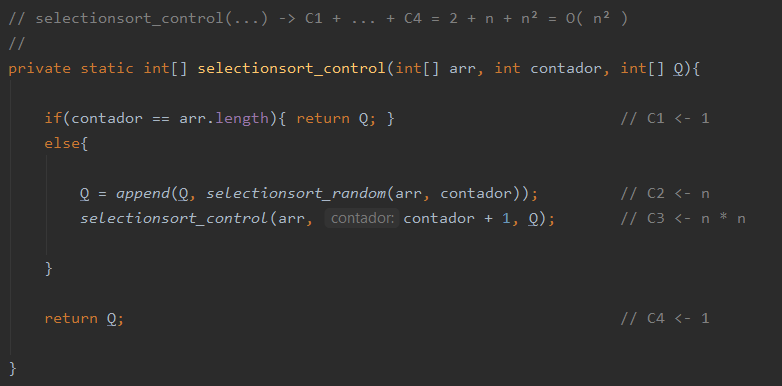 // selectionsort_control(...) -> C1 + ... + C4 = 2 + n + n² = O( n² )
//
private static int[] selectionsort_control(int[] arr, int contador, int[] Q){
if(contador == arr.length){ return Q; } // C1 <- 1
else{
Q = append(Q, selectionsort_random(arr, contador)); // C2 <- n
selectionsort_control(arr, contador: contador + 1, Q); // C3 <- n * n
}
return Q; // C4 <- 1
}